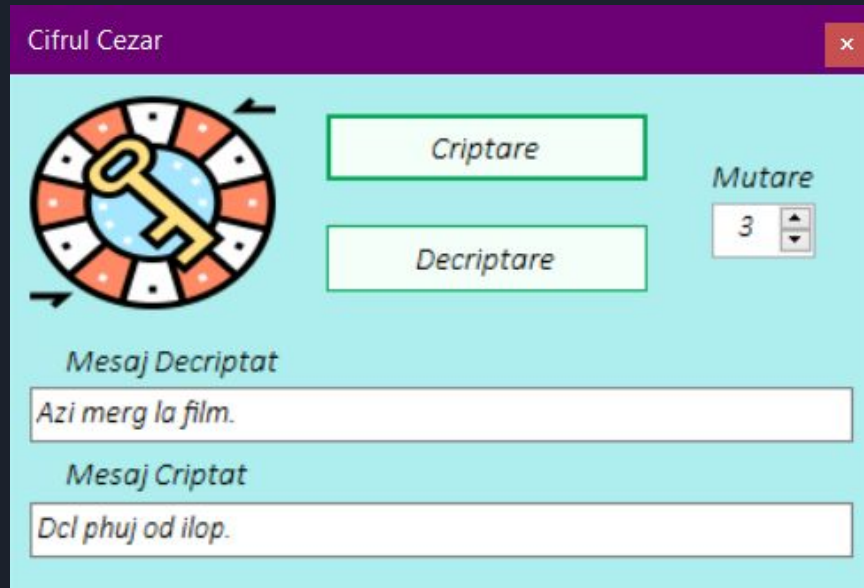 Cifrul Cezar
Criptare
Mutare
3
Decriptare
Mesaj Decriptat
Azi merg la film.
Mesaj Criptat
Dcl phuj od ilop.